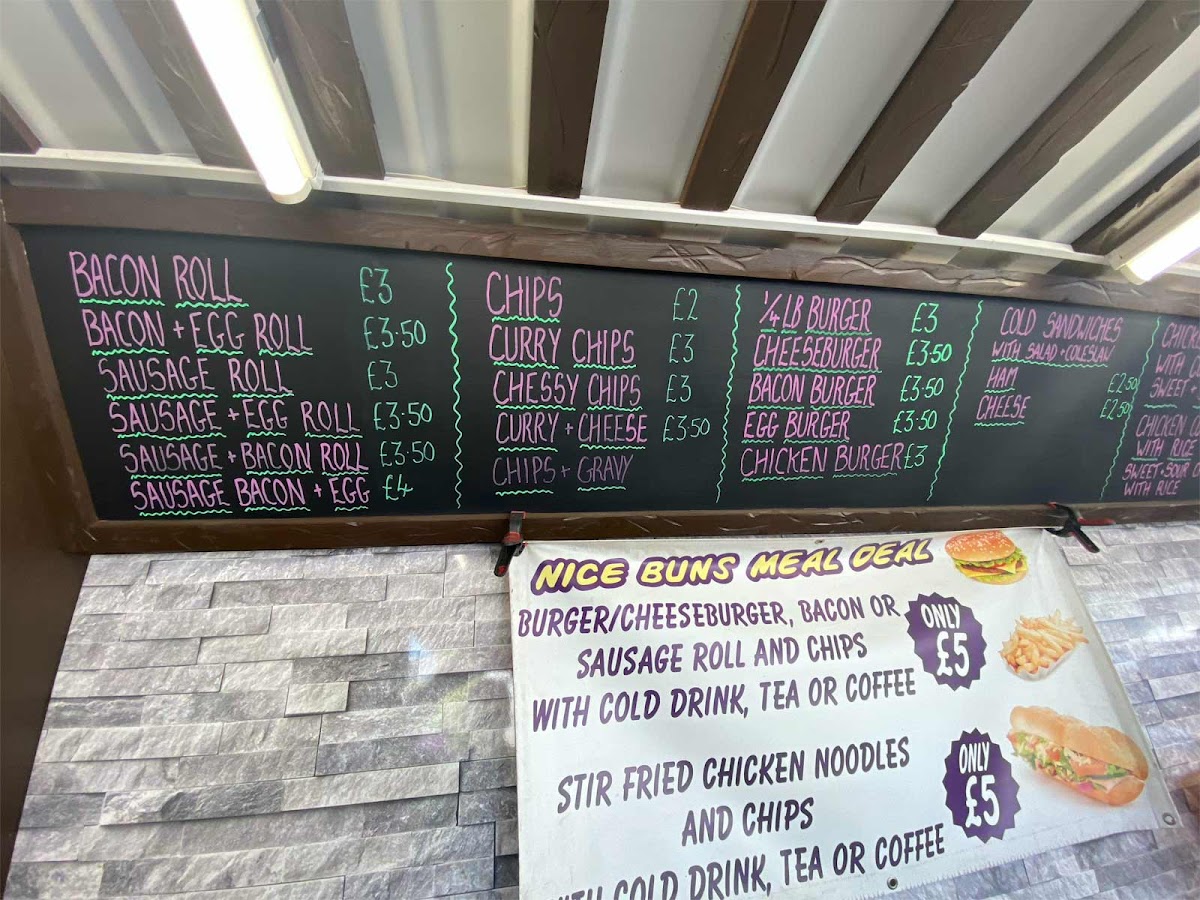 BACON ROLL £3
BACON + EGG ROLL £3·50
SAUSAGE ROLL £3
SAUSAGE + EGG ROLL £3·50
SAUSAGE + BACON ROLL £3·50
SAUSAGE BACON + EGG £4
CHIPS £2
CURRY CHIPS £3
CHESSY CHIPS £3
CURRY + CHEESE £3·50
CHIPS + GRAVY
1/4 LB BURGER £3
CHEESEBURGER £3·50
BACON BURGER £3·50
EGG BURGER £3·50
CHICKEN BURGER £3
COLD SANDWICHES
WITH SALAD + COLESLAW
HAM £2·50
CHEESE £2·50
WITH
SWEET
CHICKEN
WITH RICE
SWEET + SOUR
WITH RICE
NICE BUNS MEAL DEAL
BURGER/CHEESEBURGER, BACON OR
SAUSAGE ROLL AND CHIPS
WITH COLD DRINK, TEA OR COFFEE
ONLY
£5
STIR FRIED CHICKEN NOODLES
AND CHIPS
WITH COLD DRINK, TEA OR COFFEE
ONLY
£5